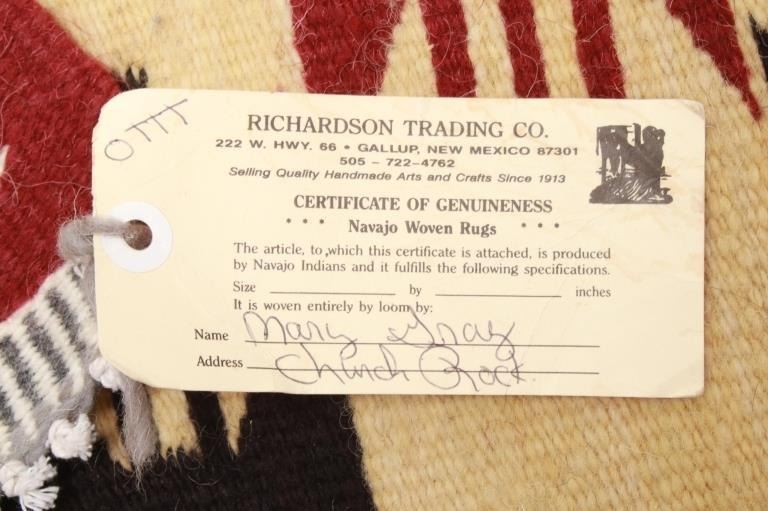 OTTT
RICHARDSON TRADING CO.
222 W. HWY. 66 • GALLUP, NEW MEXICO 87301
505 – 722-4762
Selling Quality Handmade Arts and Crafts Since 1913
CERTIFICATE OF GENUINENESS
* * * Navajo Woven Rugs * * *
The article, to which this certificate is attached, is produced
by Navajo Indians and it fulfills the following specifications.
Size by inches
It is woven entirely by loom by:
Name Mary Gray
Address Church Rock.